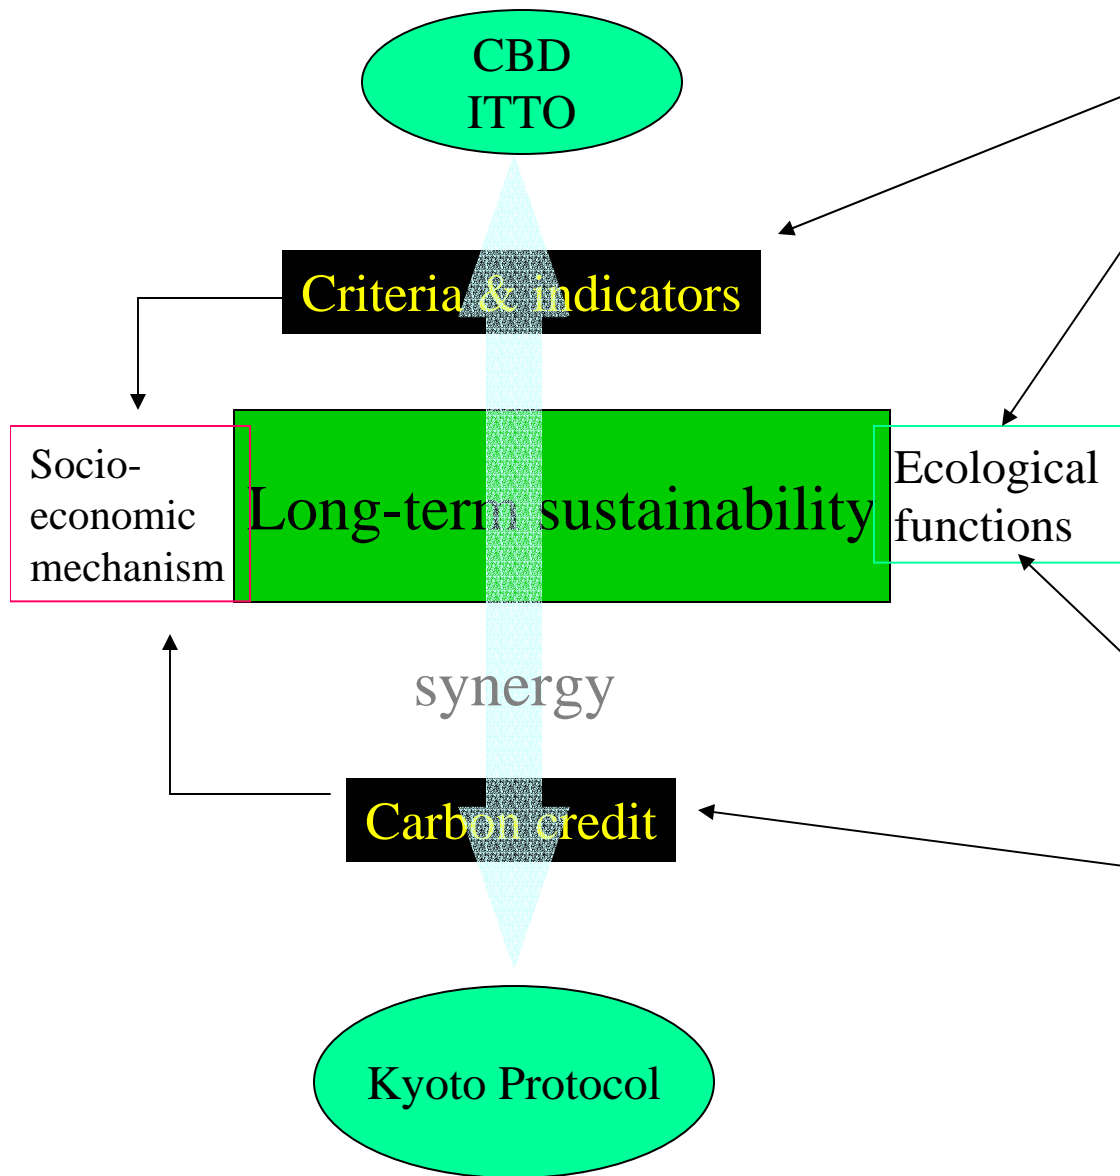 CBD
ITTO
Criteria & indicators
Socio-
economic
mechanism
Long-term sustainability
Ecological
functions
synergy
Carbon credit
Kyoto Protocol